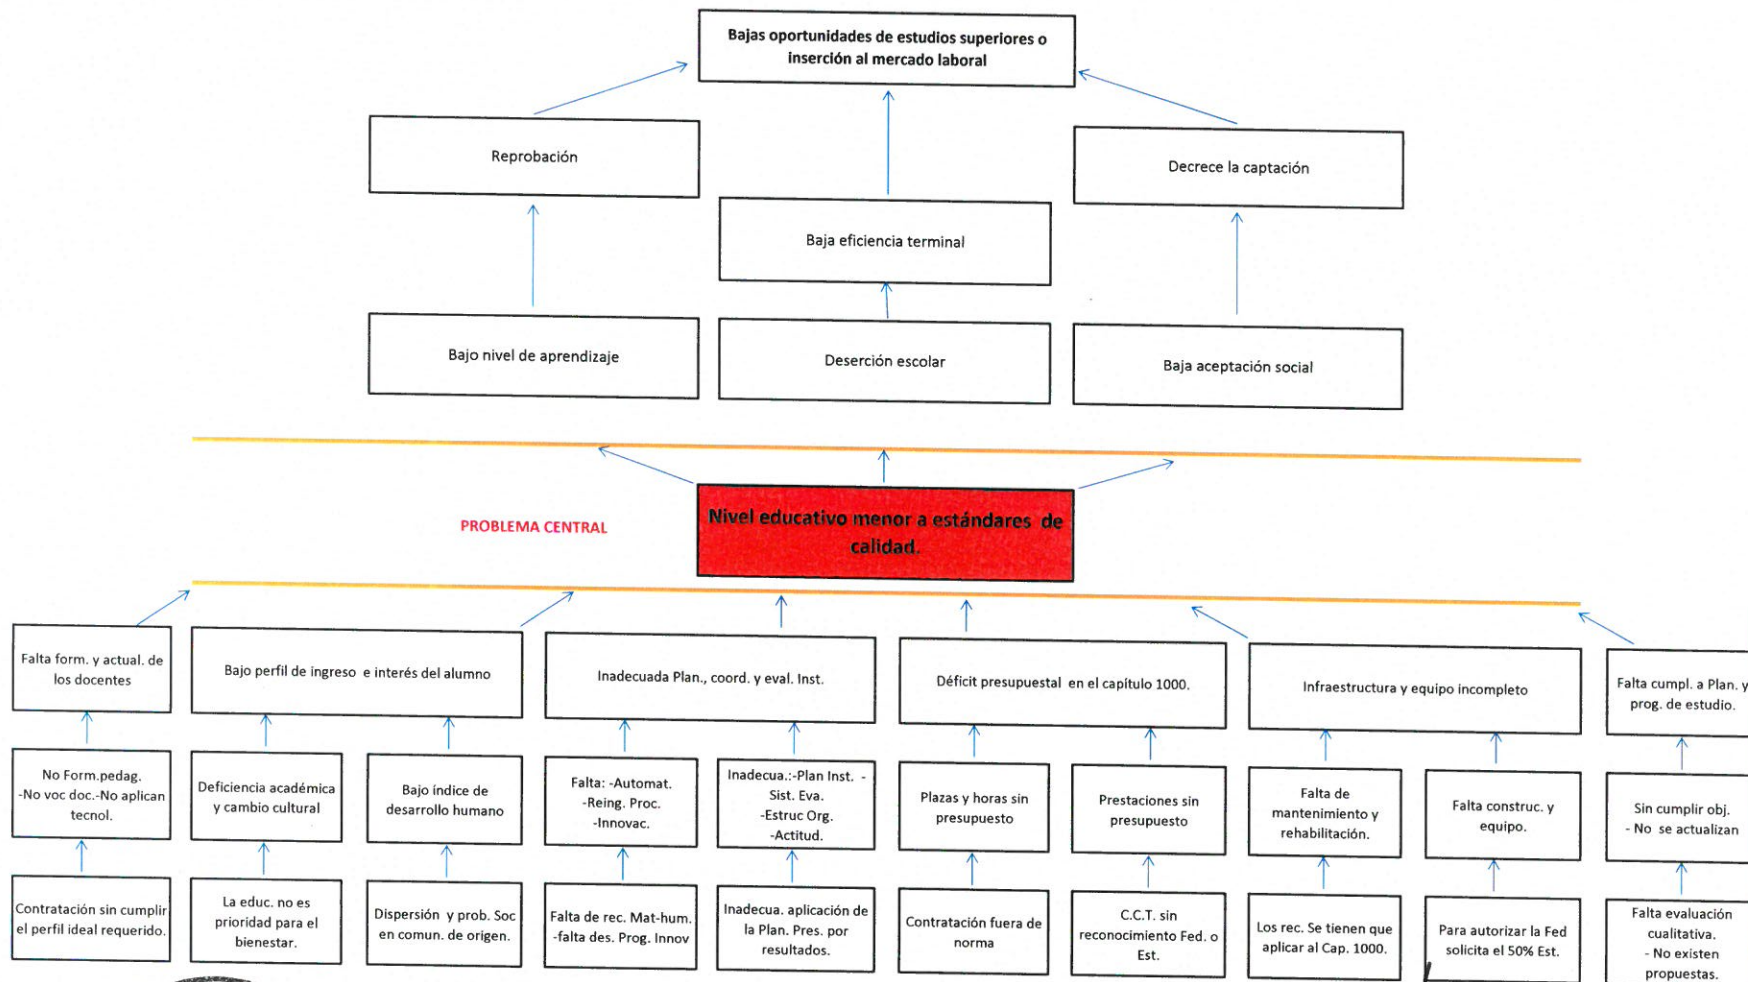 Bajas oportunidades de estudios superiores o
inserción al mercado laboral
Reprobación
Decrece la captación
Baja eficiencia terminal
Bajo nivel de aprendizaje
Deserción escolar
Baja aceptación social
PROBLEMA CENTRAL
Nivel educativo menor a estándares de
calidad.
Falta form. y actual. de
los docentes
Bajo perfil de ingreso e interés del alumno
Inadecuada Plan., coord. y eval. Inst.
Déficit presupuestal en el capítulo 1000.
Infraestructura y equipo incompleto
Falta cumpl. a Plan. y
prog. de estudio.
No Form.pedag.
-No voc doc.-No aplican
tecnol.
Deficiencia académica
y cambio cultural
Bajo índice de
desarrollo humano
Falta: -Automat.
-Reing. Proc.
-Innovac.
Inadecua.:-Plan Inst. -
Sist. Eva.
-Estruc Org.
-Actitud.
Plazas y horas sin
presupuesto
Prestaciones sin
presupuesto
Falta de
mantenimiento y
rehabilitación.
Falta construc. y
equipo.
Sin cumplir obj.
- No se actualizan
Contratación sin cumplir
el perfil ideal requerido.
La educ. no es
prioridad para el
bienestar.
Dispersión y prob. Soc
en comun. de origen.
Falta de rec. Mat-hum.
-falta des. Prog. Innov
Inadecua. aplicación de
la Plan. Pres. por
resultados.
Contratación fuera de
norma
C.C.T. sin
reconocimiento Fed. o
Est.
Los rec. Se tienen que
aplicar al Cap. 1000.
Para autorizar la Fed
solicita el 50% Est.
Falta evaluación
cualitativa.
- No existen
propuestas.